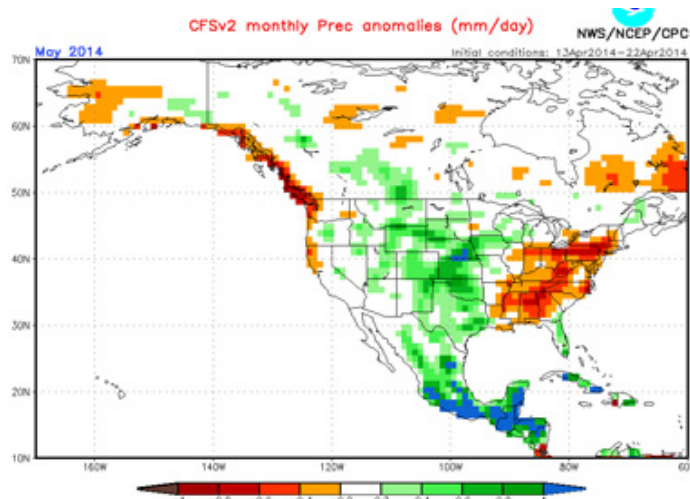 CFSv2 monthly Prec anomalies (mm/day)
NWS/NCEP/CPC
May 2014
Initial conditions: 13Apr2014-22Apr2014
70N
60N
50N
40N
30N
20N
10N
160W
140W
120W
100W
80W